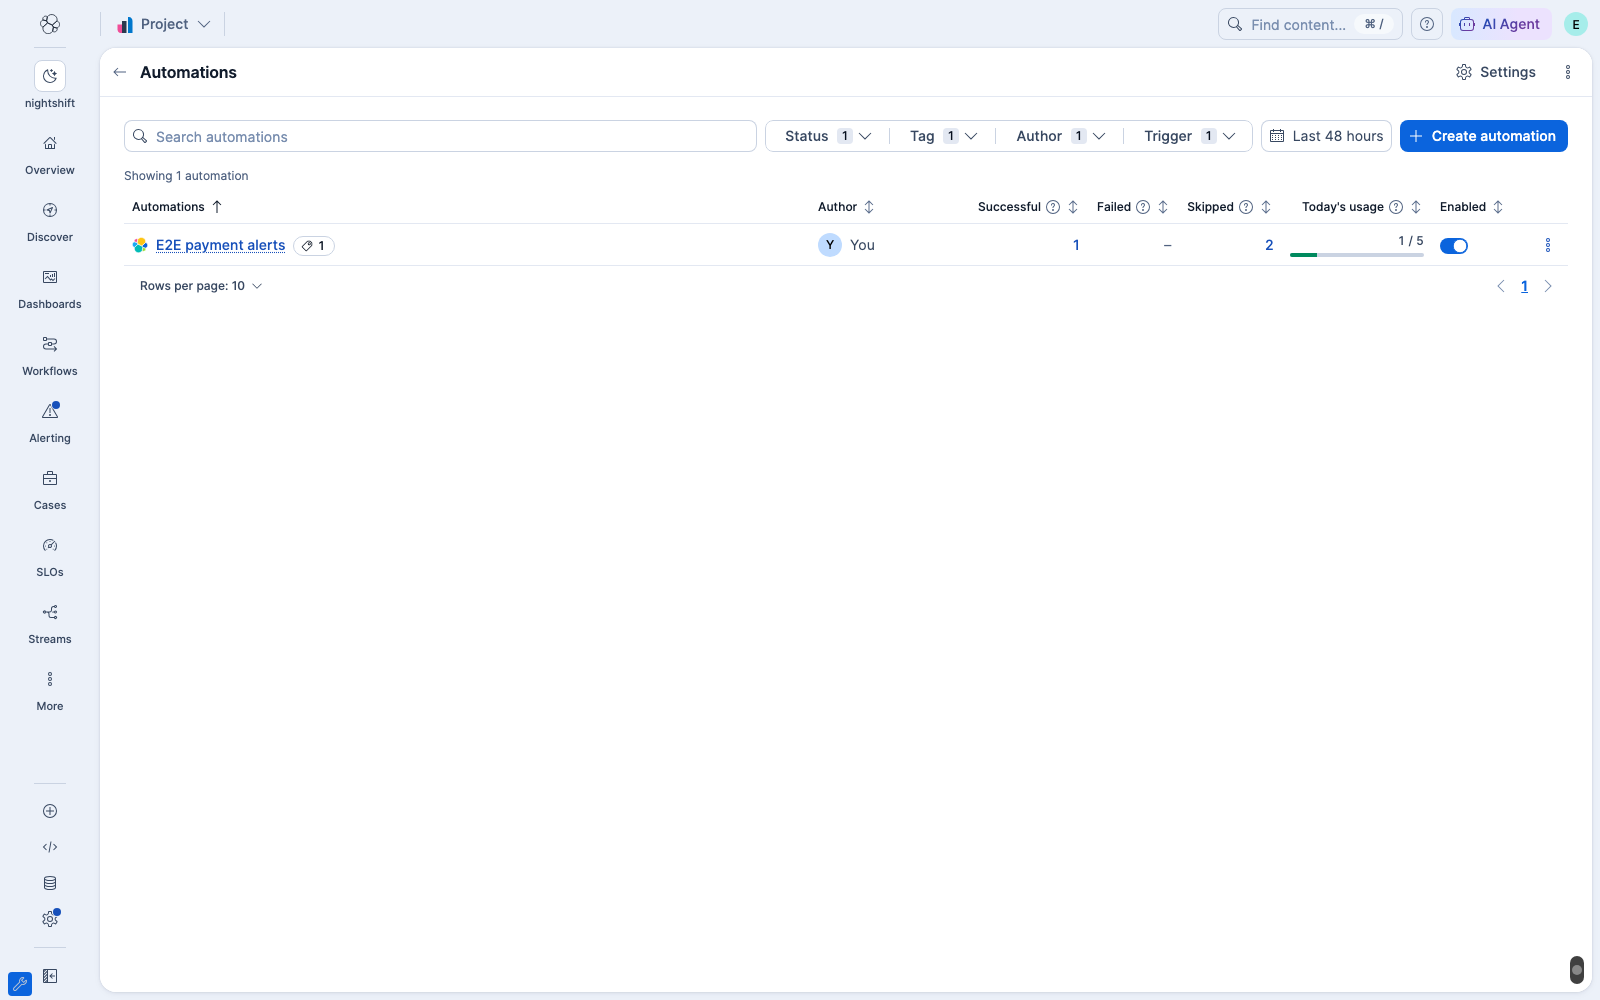 Project
Find content...
⌘ /
AI Agent
E
nightshift
Overview
Discover
Dashboards
Workflows
Alerting
Cases
SLOs
Streams
More
Automations
Settings
Search automations
Status 1
Tag 1
Author 1
Trigger 1
Last 48 hours
Create automation
Showing 1 automation
Automations Author Successful Failed Skipped Today's usage Enabled
E2E payment alerts 1 Y You 1 – 2 1 / 5
Rows per page: 10
1